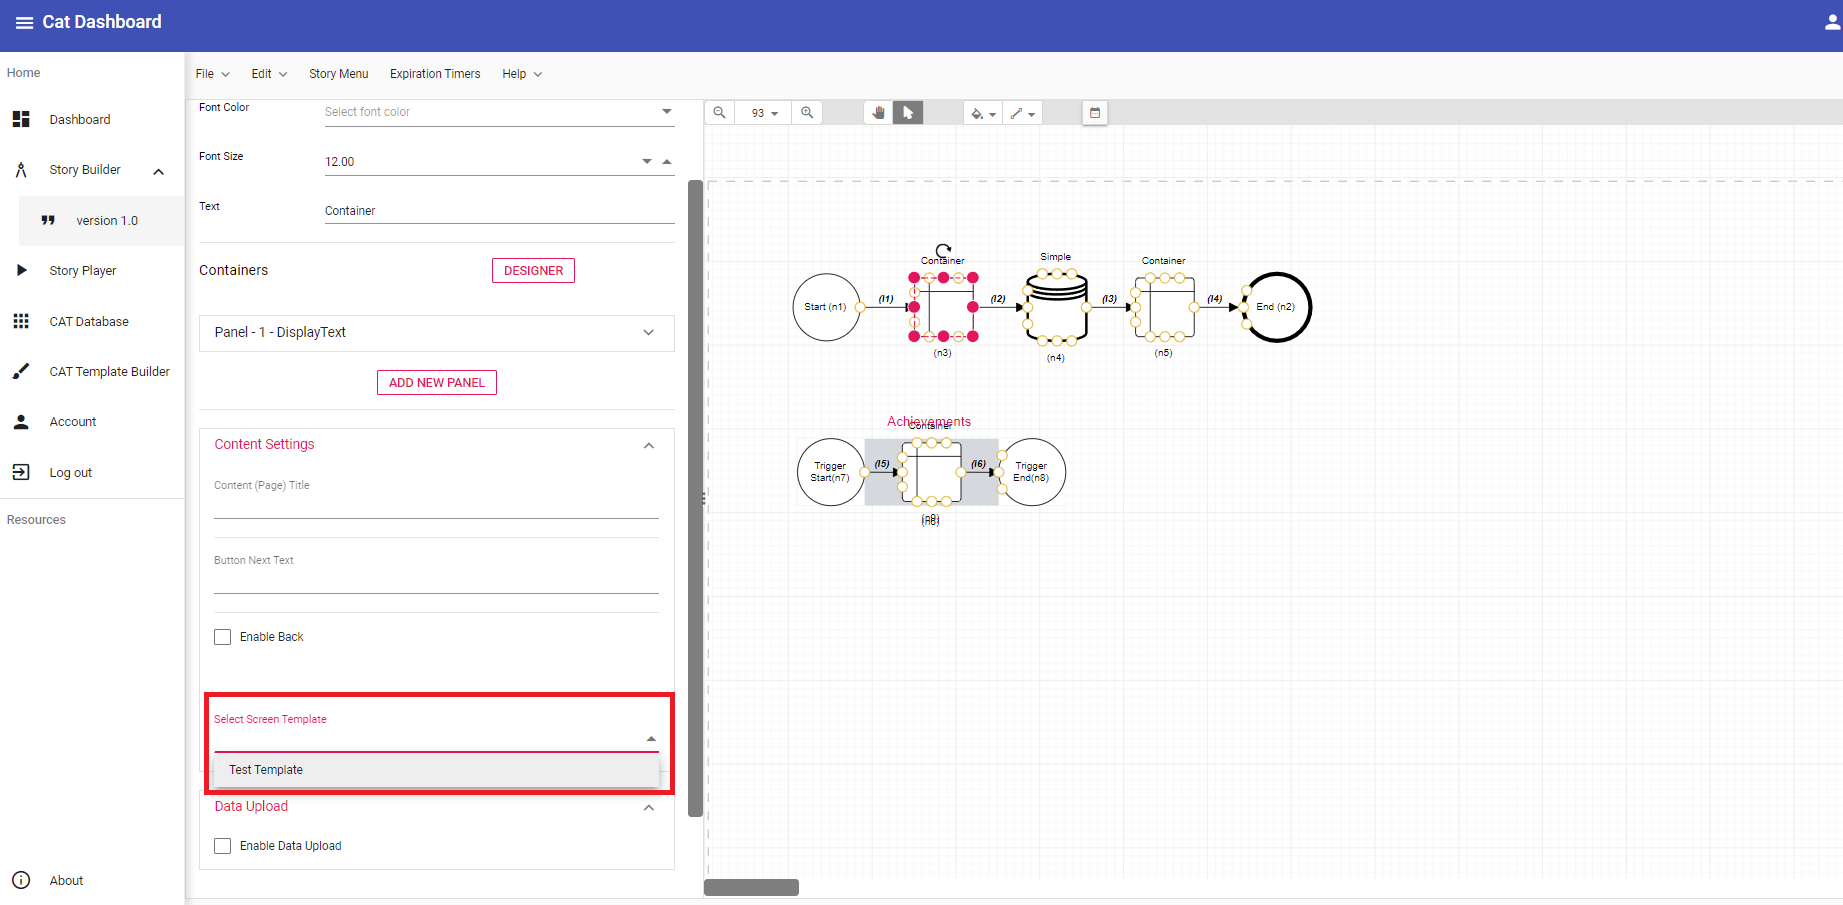 Cat Dashboard
Home
Dashboard
Story Builder
version 1.0
Story Player
CAT Database
CAT Template Builder
Account
Log out
Resources
About
File
Edit
Story Menu
Expiration Timers
Help
Font Color
Select font color
Font Size
12.00
Text
Container
Containers
DESIGNER
Panel - 1 - DisplayText
ADD NEW PANEL
Content Settings
Content (Page) Title
Button Next Text
Enable Back
Select Screen Template
Test Template
Data Upload
Enable Data Upload
93
Container
Simple
Container
Start (n1)
(l1)
(l2)
(l3)
(l4)
End (n2)
(n3)
(n4)
(n5)
Achievements
Container
Trigger
Start(n7)
(l5)
(l6)
Trigger
End(n8)